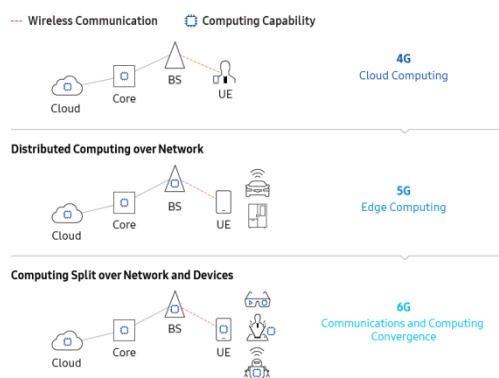 Wireless Communication
Computing Capability
4G
Cloud Computing
BS
UE
Core
Cloud
Distributed Computing over Network
5G
Edge Computing
BS
UE
Core
Cloud
Computing Split over Network and Devices
6G
Communications and Computing
Convergence
BS
UE
Core
Cloud